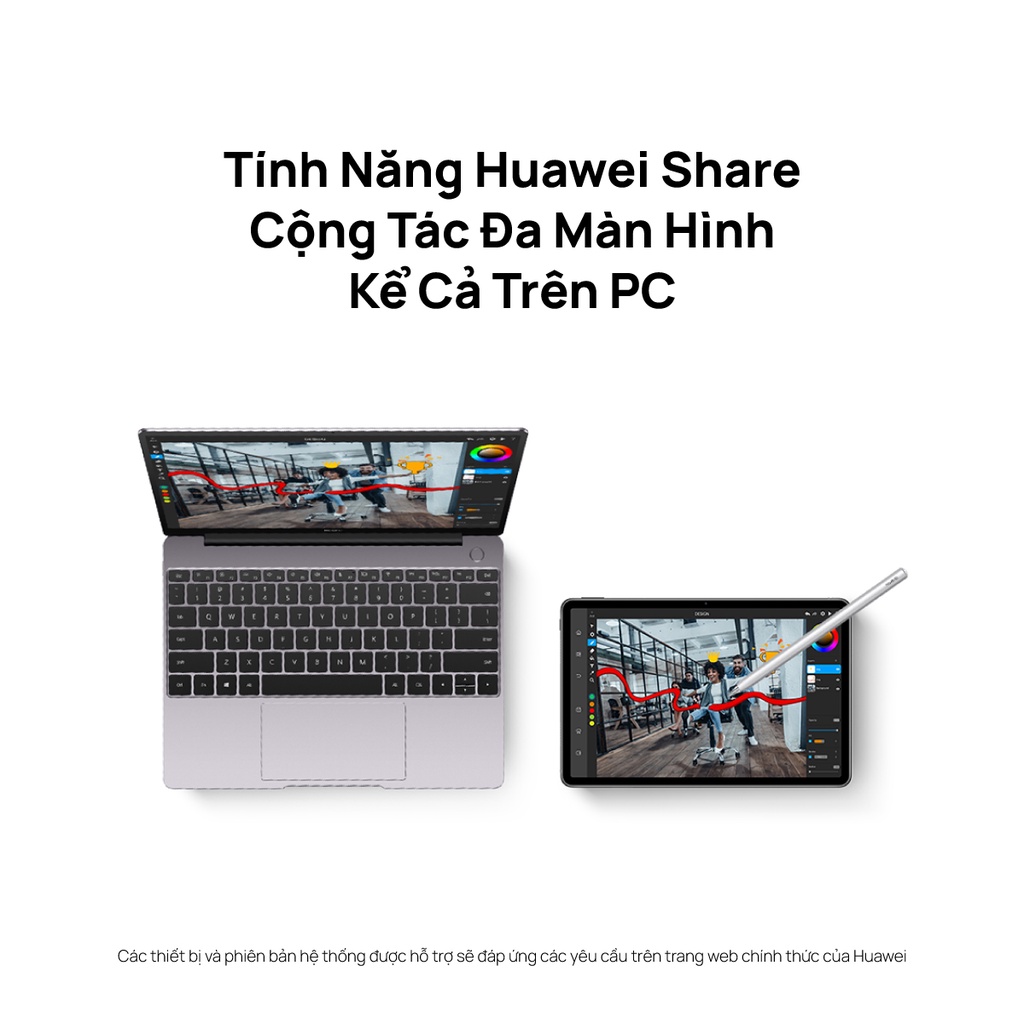 Tính Năng Huawei Share
Cộng Tác Đa Màn Hình
Kể Cả Trên PC
DESIGN
Q W E R T Y U I O P
A S D F G H J K L
Z X C V B N M
Các thiết bị và phiên bản hệ thống được hỗ trợ sẽ đáp ứng các yêu cầu trên trang web chính thức của Huawei